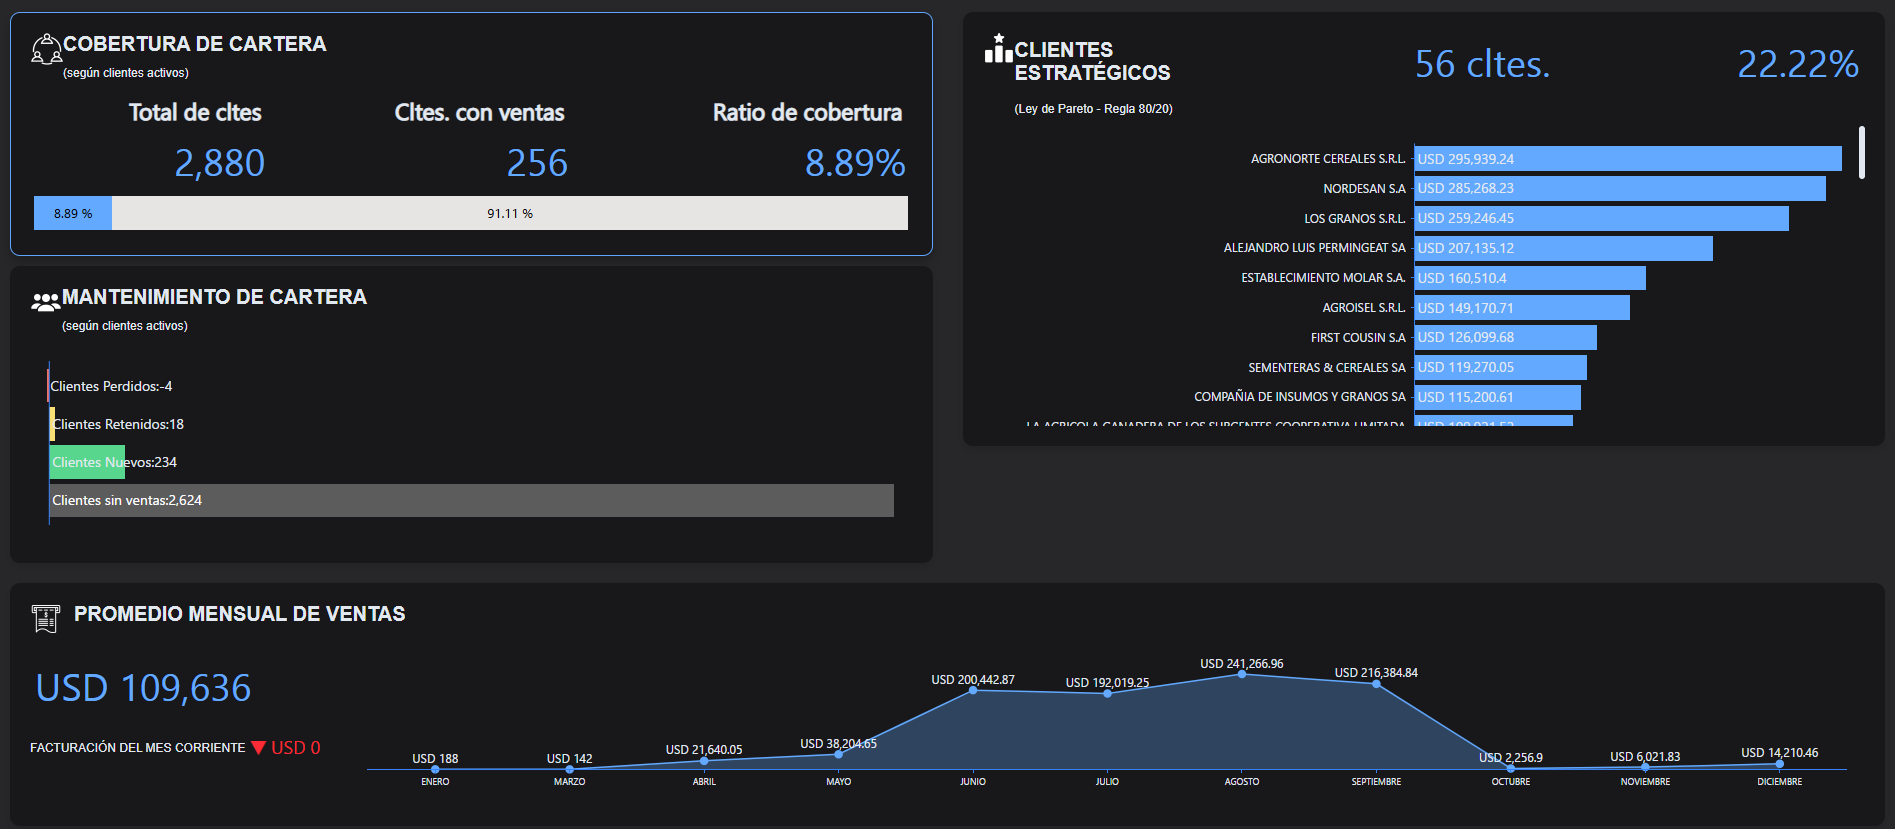 COBERTURA DE CARTERA
(según clientes activos)
Total de cltes Cltes. con ventas Ratio de cobertura
2,880 256 8.89%
8.89 % 91.11 %
MANTENIMIENTO DE CARTERA
(según clientes activos)
Clientes Perdidos:-4
Clientes Retenidos:18
Clientes Nuevos:234
Clientes sin ventas:2,624
CLIENTES
ESTRATÉGICOS
56 cltes. 22.22%
(Ley de Pareto - Regla 80/20)
AGRONORTE CEREALES S.R.L. USD 295,939.24
NORDESAN S.A USD 285,268.23
LOS GRANOS S.R.L. USD 259,246.45
ALEJANDRO LUIS PERMINGEAT SA USD 207,135.12
ESTABLECIMIENTO MOLAR S.A. USD 160,510.4
AGROISEL S.R.L. USD 149,170.71
FIRST COUSIN S.A USD 126,099.68
SEMENTERAS & CEREALES SA USD 119,270.05
COMPAÑIA DE INSUMOS Y GRANOS SA USD 115,200.61
LA AGRICOLA GANADERA DE LOS SURGENTES COOPERATIVA LIMITADA USD
PROMEDIO MENSUAL DE VENTAS
USD 109,636
FACTURACIÓN DEL MES CORRIENTE ▼ USD 0
USD 188 USD 142 USD 21,640.05 USD 38,204.65 USD 200,442.87 USD 192,019.25 USD 241,266.96 USD 216,384.84 USD 2,256.9 USD 6,021.83 USD 14,210.46
ENERO MARZO ABRIL MAYO JUNIO JULIO AGOSTO SEPTIEMBRE OCTUBRE NOVIEMBRE DICIEMBRE